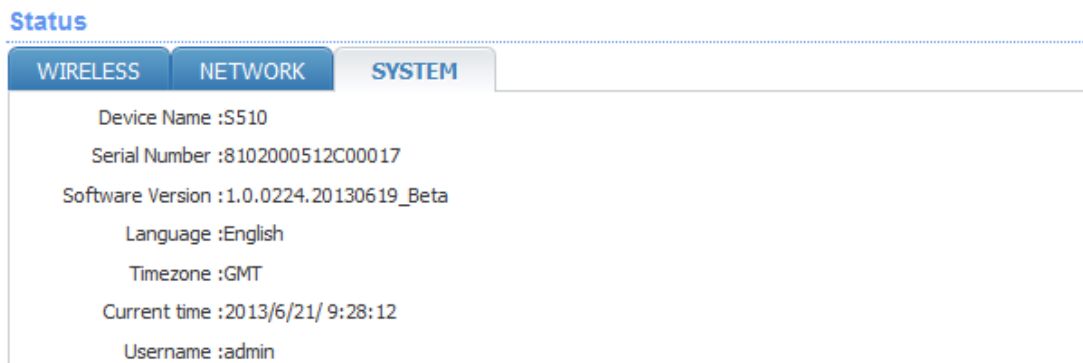 Status
WIRELESS NETWORK SYSTEM
Device Name :S510
Serial Number :8102000512C00017
Software Version :1.0.0224.20130619_Beta
Language :English
Timezone :GMT
Current time :2013/6/21/ 9:28:12
Username :admin